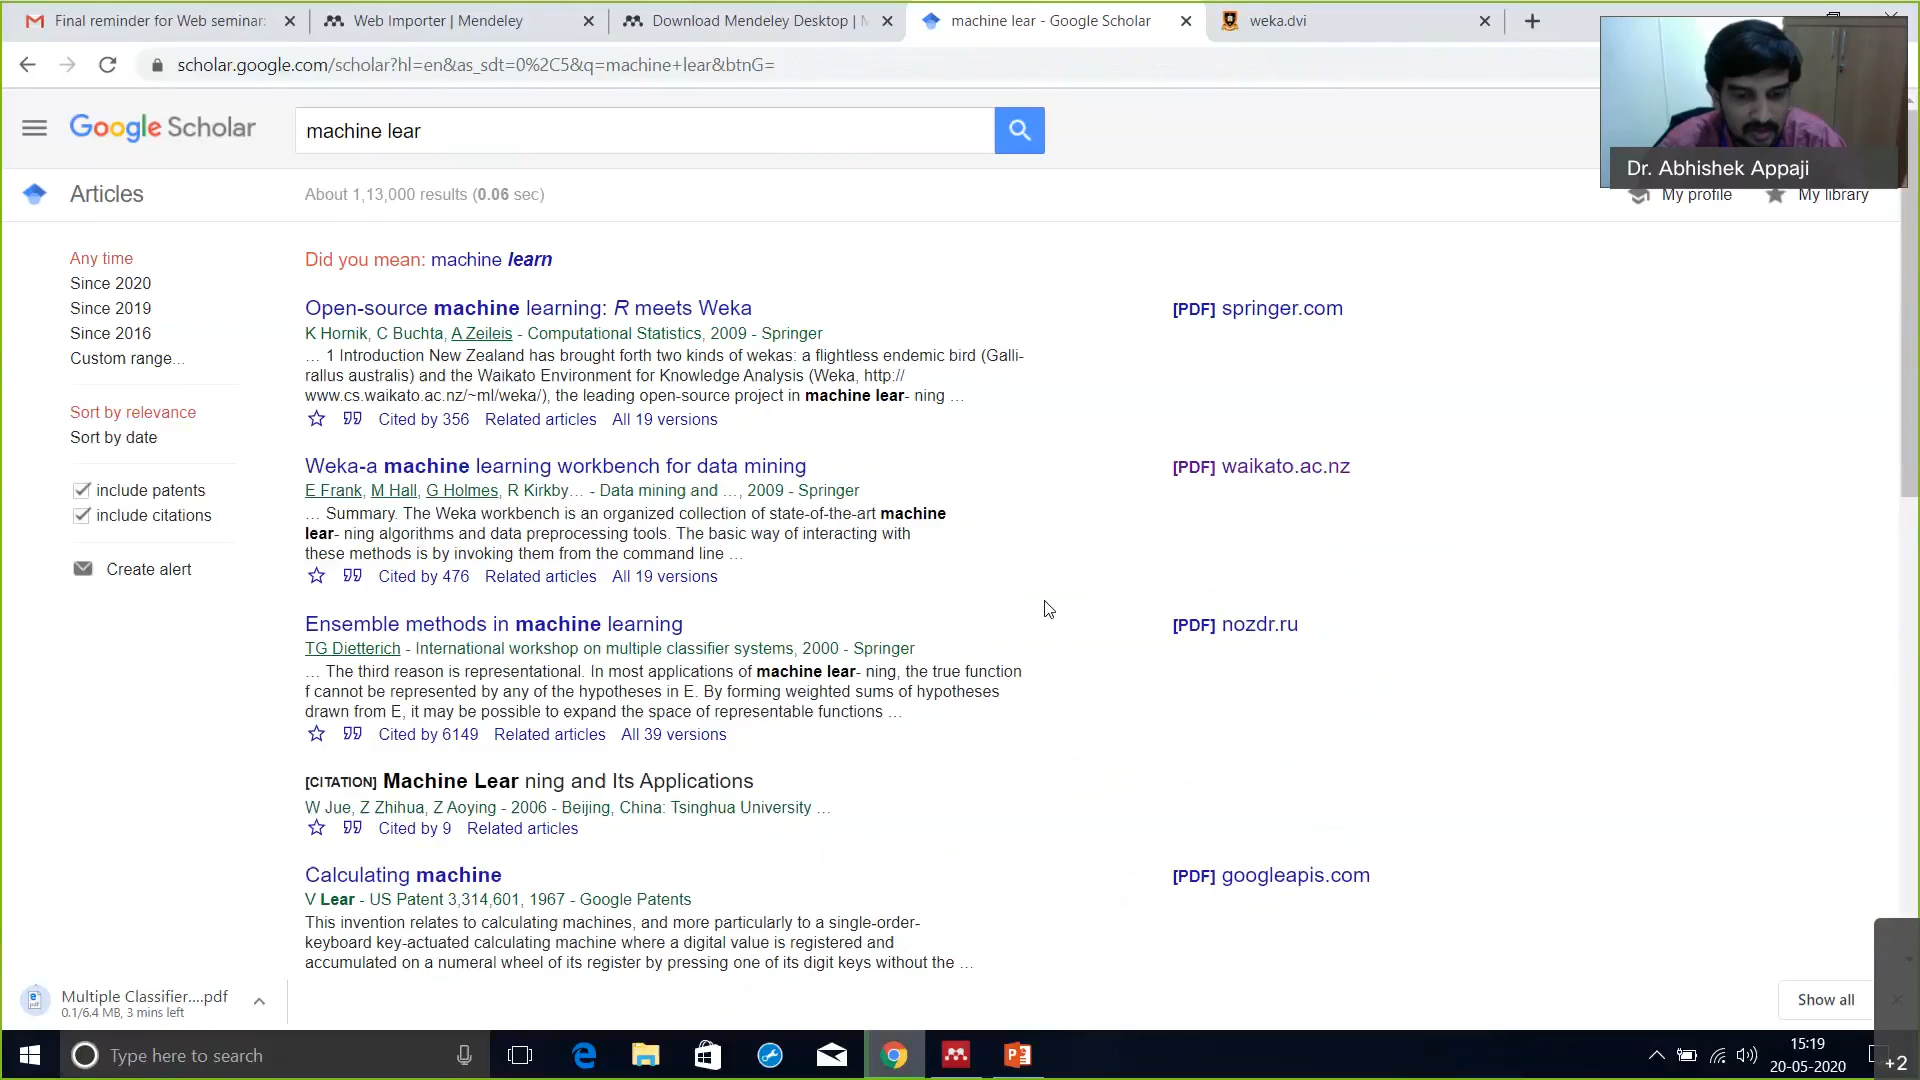 Final reminder for Web seminar:
Web Importer | Mendeley
Download Mendeley Desktop | M
machine lear - Google Scholar
weka.dvi
scholar.google.com/scholar?hl=en&as_sdt=0%2C5&q=machine+lear&btnG=
Dr. Abhishek Appaji
Google Scholar
machine lear
Articles
About 1,13,000 results (0.06 sec)
My profile
My library
Any time
Since 2020
Since 2019
Since 2016
Custom range...
Sort by relevance
Sort by date
include patents
include citations
Create alert
Did you mean: machine learn
Open-source machine learning: R meets Weka
[PDF] springer.com
K Hornik, C Buchta, A Zeileis - Computational Statistics, 2009 - Springer
… 1 Introduction New Zealand has brought forth two kinds of wekas: a flightless endemic bird (Galli-
rallus australis) and the Waikato Environment for Knowledge Analysis (Weka, http://
www.cs.waikato.ac.nz/~ml/weka/), the leading open-source project in machine lear- ning …
Cited by 356 Related articles All 19 versions
Weka-a machine learning workbench for data mining
[PDF] waikato.ac.nz
E Frank, M Hall, G Holmes, R Kirkby… - Data mining and …, 2009 - Springer
… Summary. The Weka workbench is an organized collection of state-of-the-art machine
lear- ning algorithms and data preprocessing tools. The basic way of interacting with
these methods is by invoking them from the command line …
Cited by 476 Related articles All 19 versions
Ensemble methods in machine learning
[PDF] nozdr.ru
TG Dietterich - International workshop on multiple classifier systems, 2000 - Springer
… The third reason is representational. In most applications of machine lear- ning, the true function
f cannot be represented by any of the hypotheses in E. By forming weighted sums of hypotheses
drawn from E, it may be possible to expand the space of representable functions …
Cited by 6149 Related articles All 39 versions
[CITATION] Machine Lear ning and Its Applications
W Jue, Z Zhihua, Z Aoying - 2006 - Beijing, China: Tsinghua University …
Cited by 9 Related articles
Calculating machine
[PDF] googleapis.com
V Lear - US Patent 3,314,601, 1967 - Google Patents
This invention relates to calculating machines, and more particularly to a single-order-
keyboard key-actuated calculating machine where a digital value is registered and
accumulated on a numeral wheel of its register by pressing one of its digit keys without the …
Multiple Classifier....pdf
0.1/6.4 MB, 3 mins left
Show all
Type here to search
15:19
20-05-2020
+2